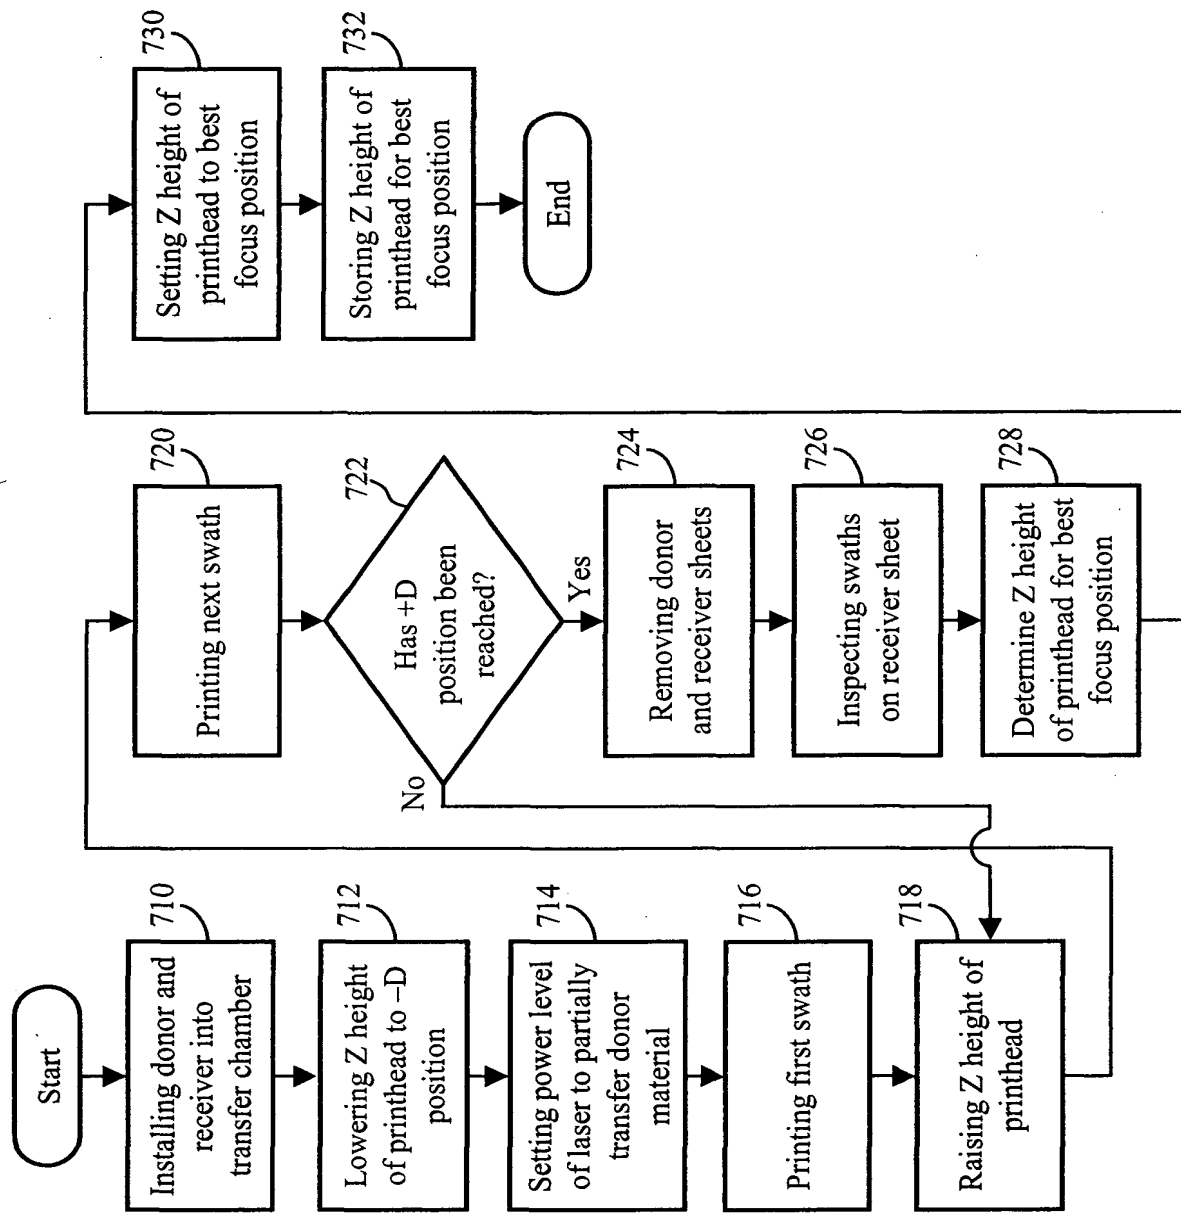 Start
710
Installing donor and
receiver into
transfer chamber
712
Lowering Z height
of printhead to –D
position
714
Setting power level
of laser to partially
transfer donor
material
716
Printing first swath
718
Raising Z height of
printhead
720
Printing next swath
722
Has +D
position been
reached?
No
Yes
724
Removing donor
and receiver sheets
726
Inspecting swaths
on receiver sheet
728
Determine Z height
of printhead for best
focus position
730
Setting Z height of
printhead to best
focus position
732
Storing Z height of
printhead for best
focus position
End